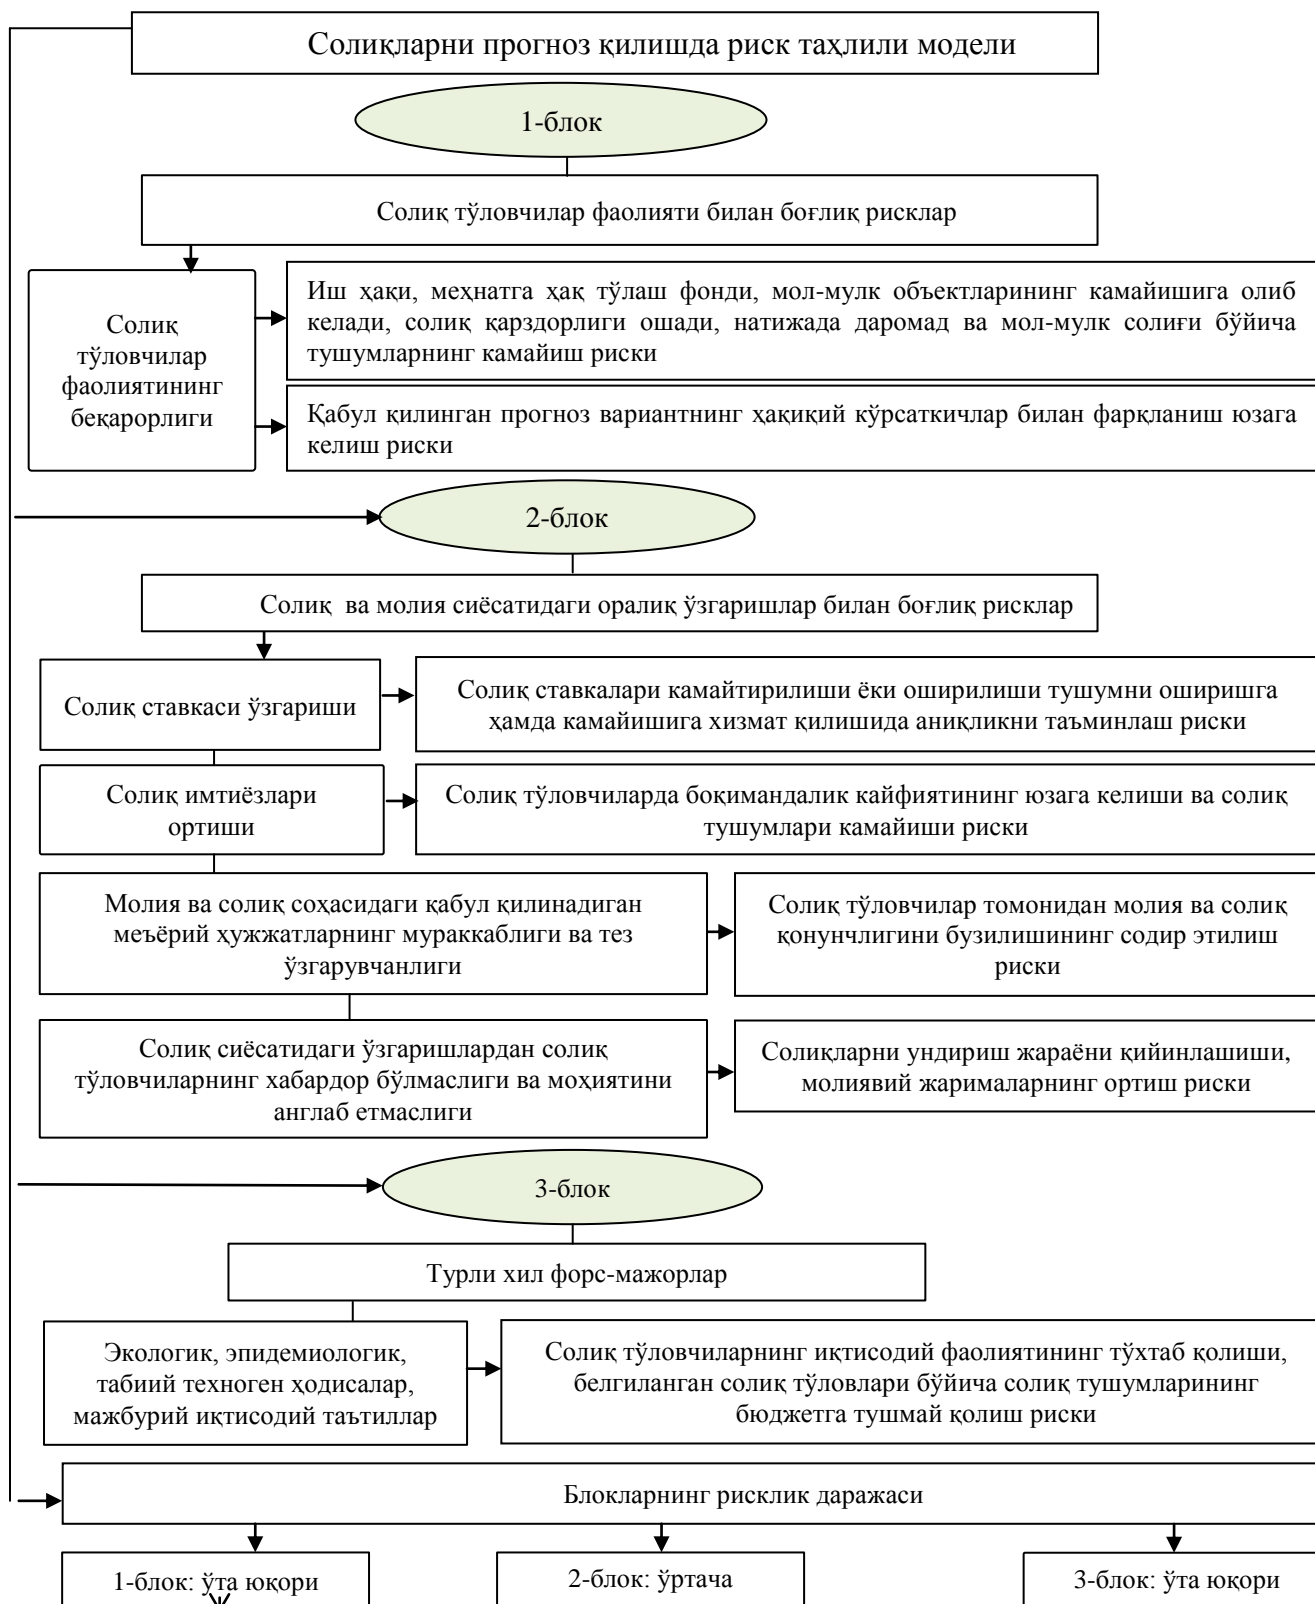 Солиқларни прогноз қилишда риск таҳлили модели
1-блок
Солиқ тўловчилар фаолияти билан боғлиқ рисклар
Солиқ
тўловчилар
фаолиятининг
беқарорлиги
Иш ҳақи, меҳнатга ҳақ тўлаш фонди, мол-мулк объектларининг камайишига олиб
келади, солиқ қарздорлиги ошади, натижада даромад ва мол-мулк солиғи бўйича
тушумларнинг камайиш риски
Қабул қилинган прогноз вариантнинг ҳақиқий кўрсаткичлар билан фарқланиш юзага
келиш риски
2-блок
Солиқ ва молия сиёсатидаги оралиқ ўзгаришлар билан боғлиқ рисклар
Солиқ ставкаси ўзгариши
Солиқ ставкалари камайтирилиши ёки оширилиши тушумни оширишга
ҳамда камайишига хизмат қилишида аниқликни таъминлаш риски
Солиқ имтиёзлари
ортиши
Солиқ тўловчиларда боқимандалик кайфиятининг юзага келиши ва солиқ
тушумлари камайиши риски
Молия ва солиқ соҳасидаги қабул қилинадиган
меъёрий ҳужжатларнинг мураккаблиги ва тез
ўзгарувчанлиги
Солиқ тўловчилар томонидан молия ва солиқ
қонунчлигини бузилишининг содир этилиш
риски
Солиқ сиёсатидаги ўзгаришлардан солиқ
тўловчиларнинг хабардор бўлмаслиги ва моҳиятини
англаб етмаслиги
Солиқларни ундириш жараёни қийинлашиши,
молиявий жарималарнинг ортиш риски
3-блок
Турли хил форс-мажорлар
Экологик, эпидемиологик,
табиий техноген ҳодисалар,
мажбурий иқтисодий таътиллар
Солиқ тўловчиларнинг иқтисодий фаолиятининг тўхтаб қолиши,
белгиланган солиқ тўловлари бўйича солиқ тушумларининг
бюджетга тушмай қолиш риски
Блокларнинг рисклик даражаси
1-блок: ўта юқори
2-блок: ўртача
3-блок: ўта юқори